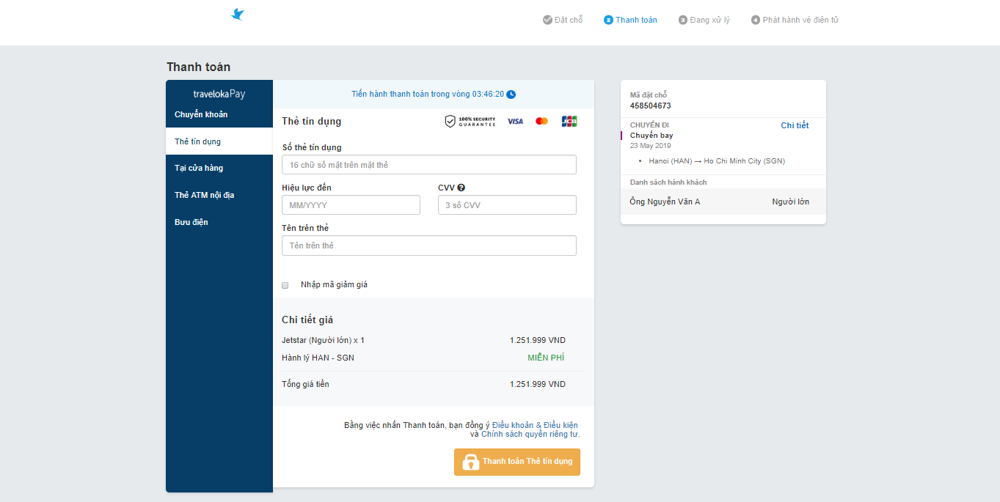 Đặt chỗ
2 Thanh toán
3 Đang xử lý
4 Phát hành vé điện tử
Thanh toán
travelokaPay
Chuyển khoản
Thẻ tín dụng
Tại cửa hàng
Thẻ ATM nội địa
Bưu điện
Tiến hành thanh toán trong vòng 03:46:20
Thẻ tín dụng
100% SECURITY
GUARANTEE
VISA
JCB
Số thẻ tín dụng
16 chữ số mặt trên mặt thẻ
Hiệu lực đến
CVV ?
MM/YYYY
3 số CVV
Tên trên thẻ
Tên trên thẻ
Nhập mã giảm giá
Chi tiết giá
Jetstar (Người lớn) x 1 1.251.999 VND
Hành lý HAN - SGN MIỄN PHÍ
Tổng giá tiền 1.251.999 VND
Bằng việc nhấn Thanh toán, bạn đồng ý Điều khoản & Điều kiện
và Chính sách quyền riêng tư.
Thanh toán Thẻ tín dụng
Mã đặt chỗ
458504673
CHUYẾN ĐI Chi tiết
Chuyến bay
23 May 2019
• Hanoi (HAN) → Ho Chi Minh City (SGN)
Danh sách hành khách
Ông Nguyễn Văn A Người lớn